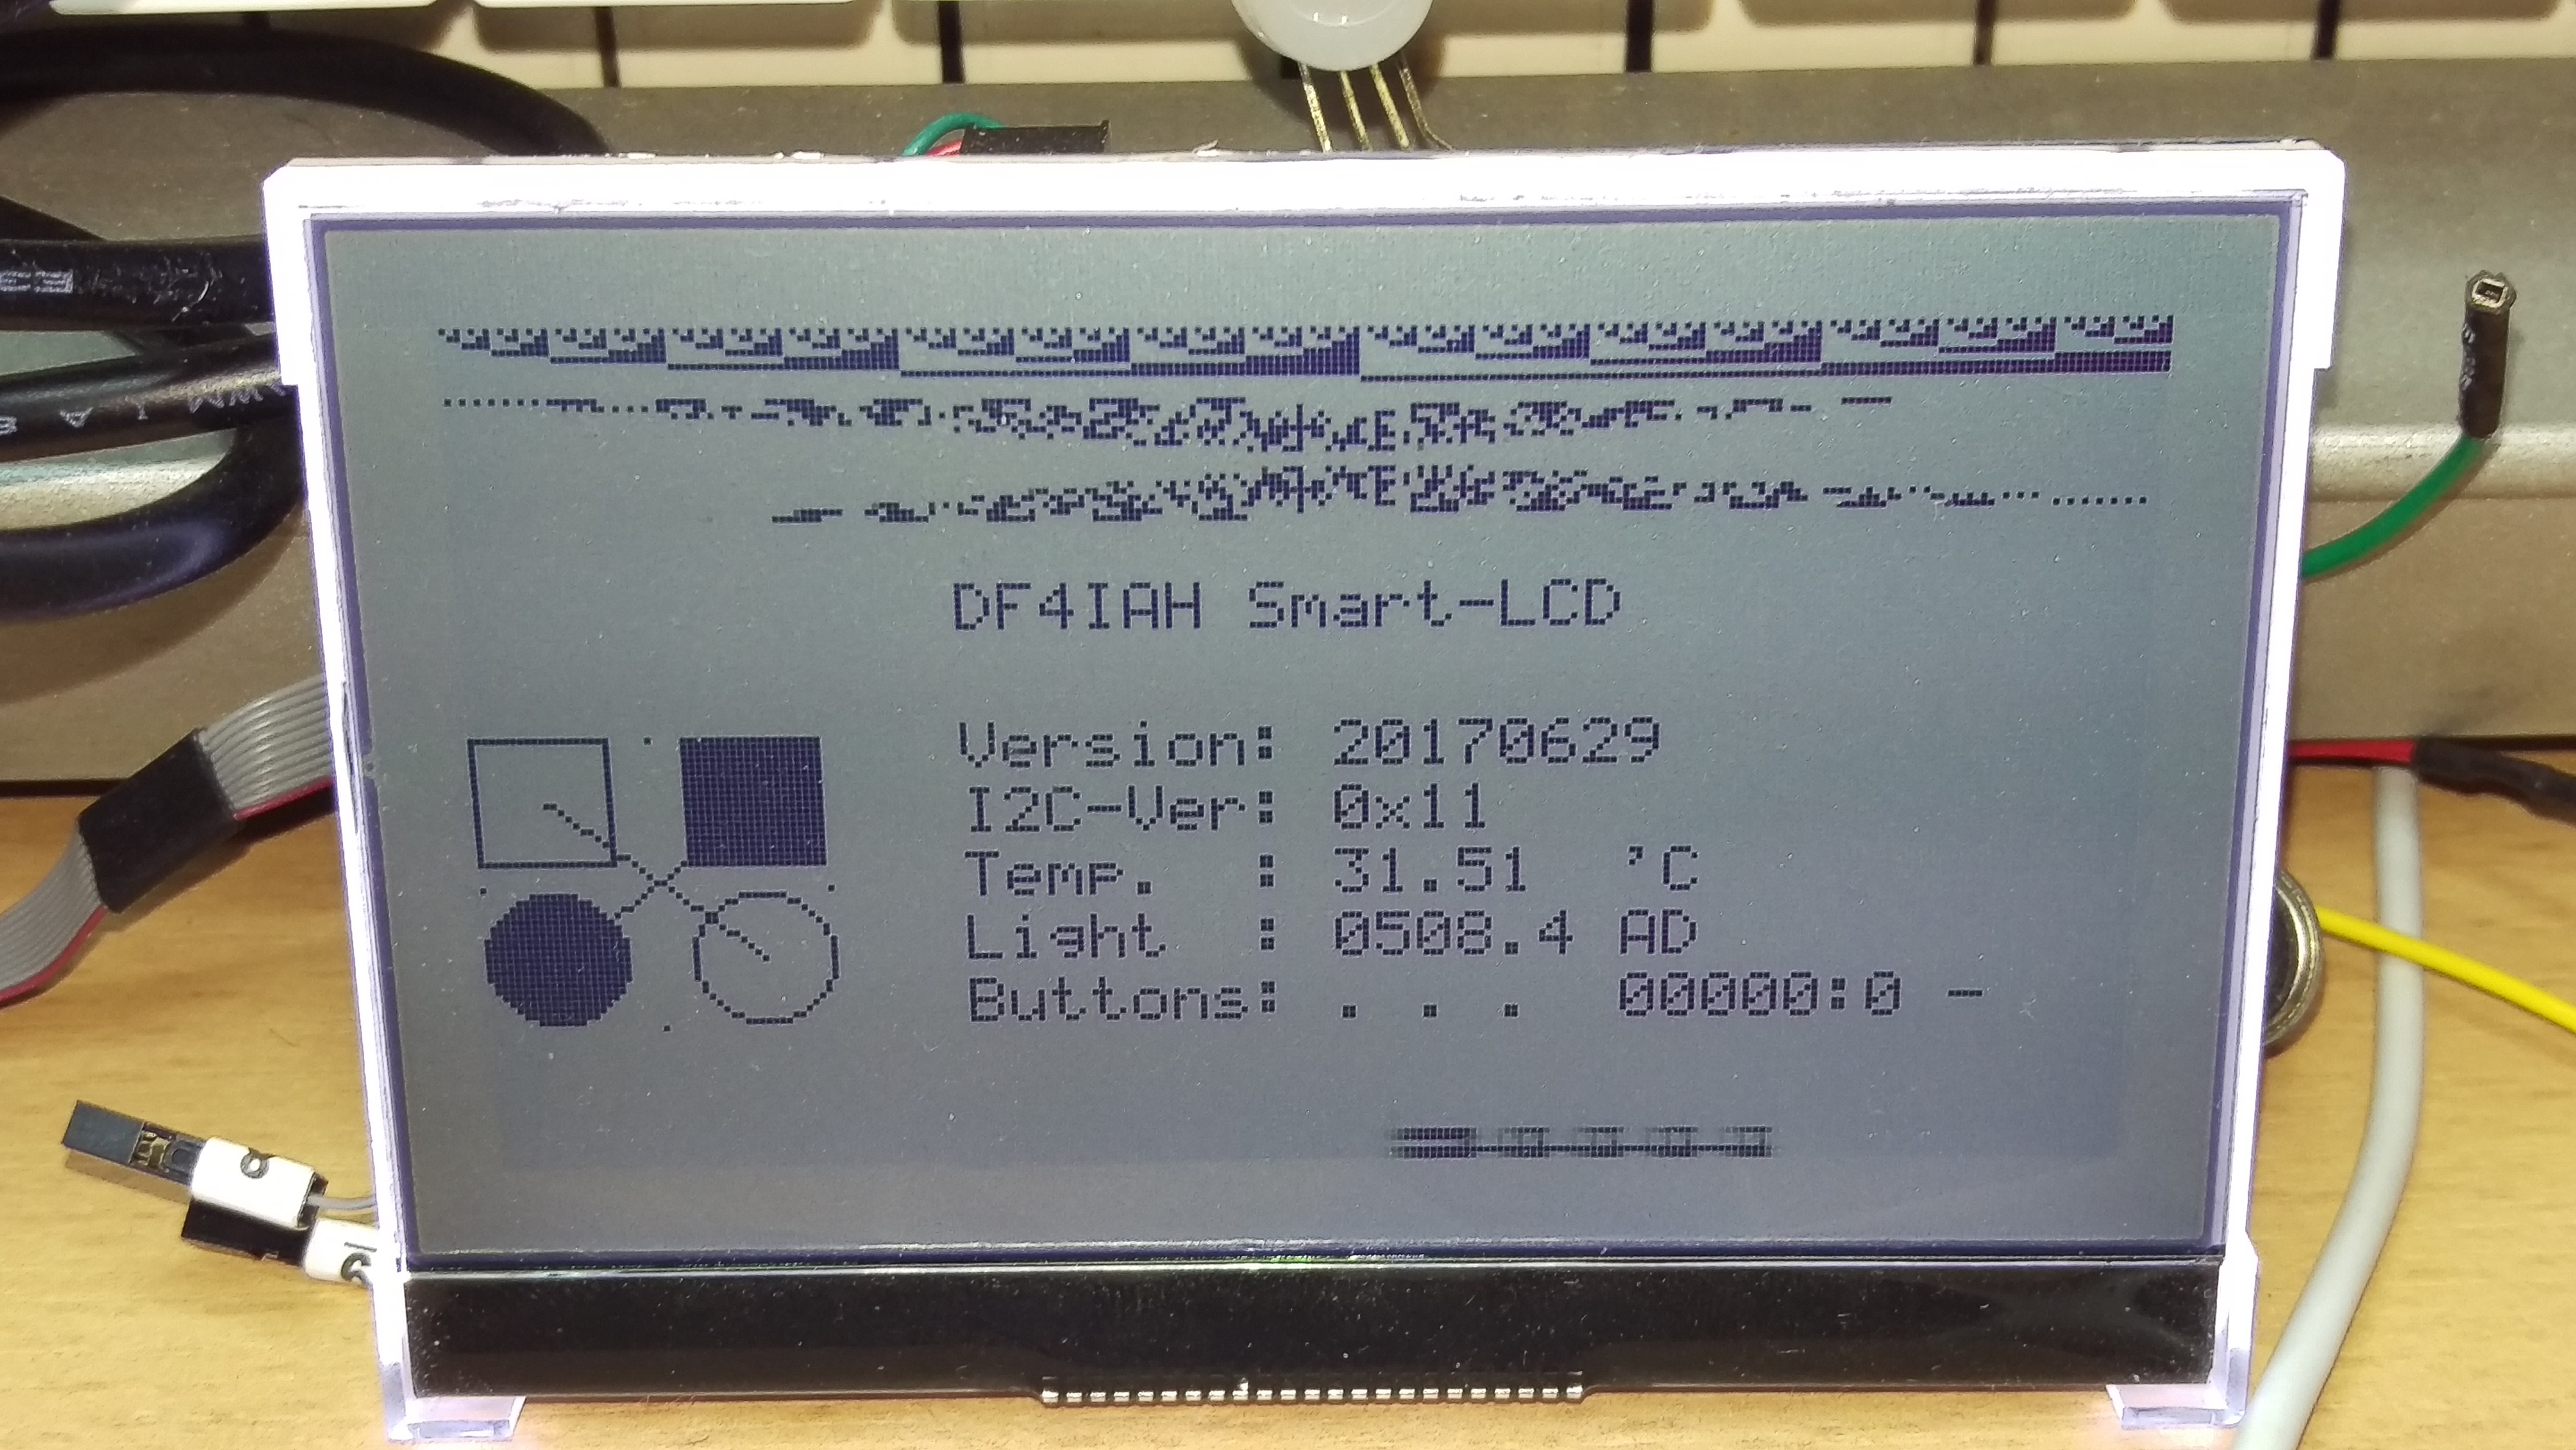 DF4IAH Smart-LCD
Version: 20170629
I2C-Ver: 0x11
Temp. : 31.51 'C
Light : 0508.4 AD
Buttons: . . . 00000:0 -